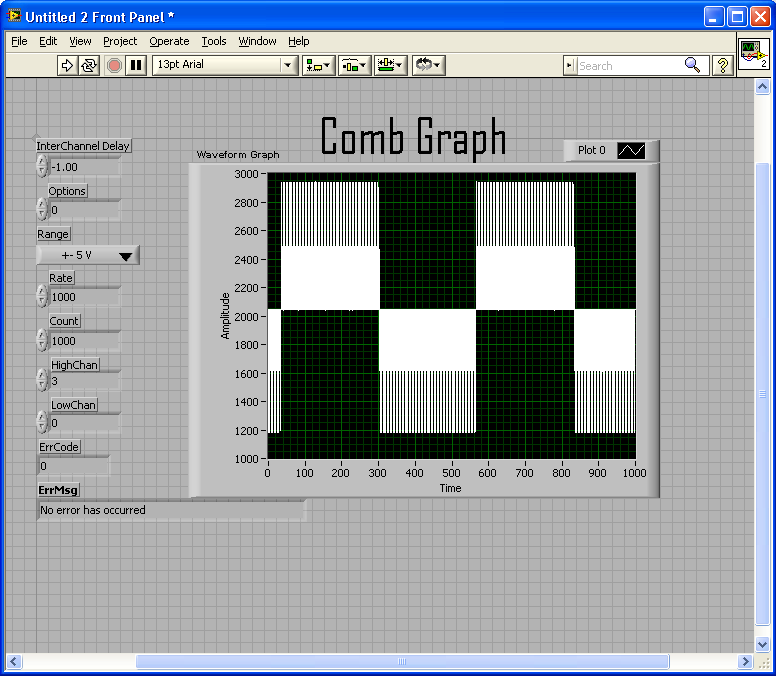 Untitled 2 Front Panel *
File Edit View Project Operate Tools Window Help
13pt Arial Search ? 2
Comb Graph
InterChannel Delay
-1.00
Options
0
Range
+- 5 V
Rate
1000
Count
1000
HighChan
3
LowChan
0
ErrCode
0
ErrMsg
No error has occurred
Waveform Graph Plot 0
Amplitude
3000
2800
2600
2400
2200
2000
1800
1600
1400
1200
1000
0 100 200 300 400 500 600 700 800 900 1000
Time